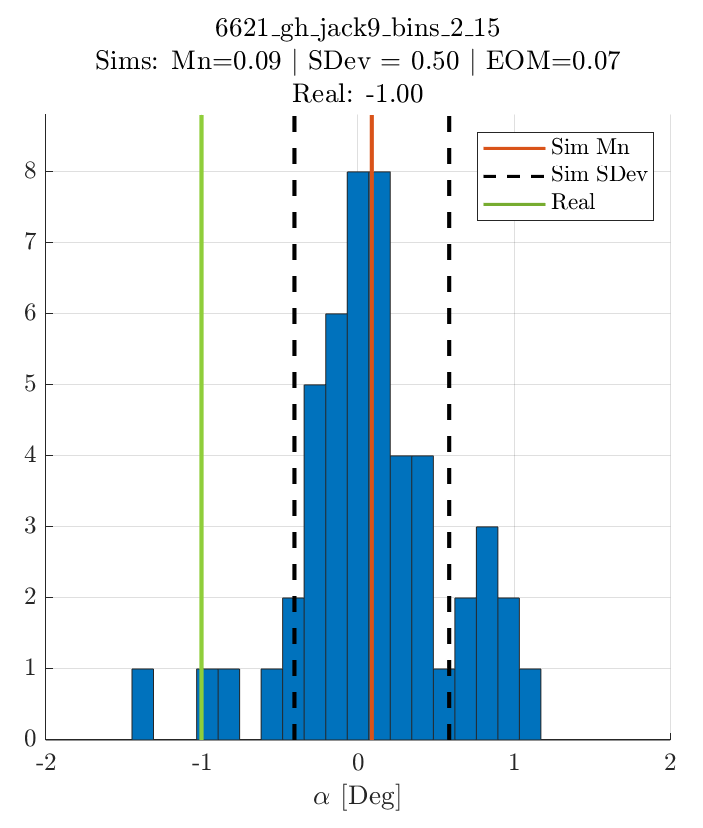 6621_gh_jack9_bins_2_15
Sims: Mn=0.09 | SDev = 0.50 | EOM=0.07
Real: -1.00
Sim Mn
Sim SDev
Real
8
7
6
5
4
3
2
1
0
-2
-1
0
1
2
α [Deg]